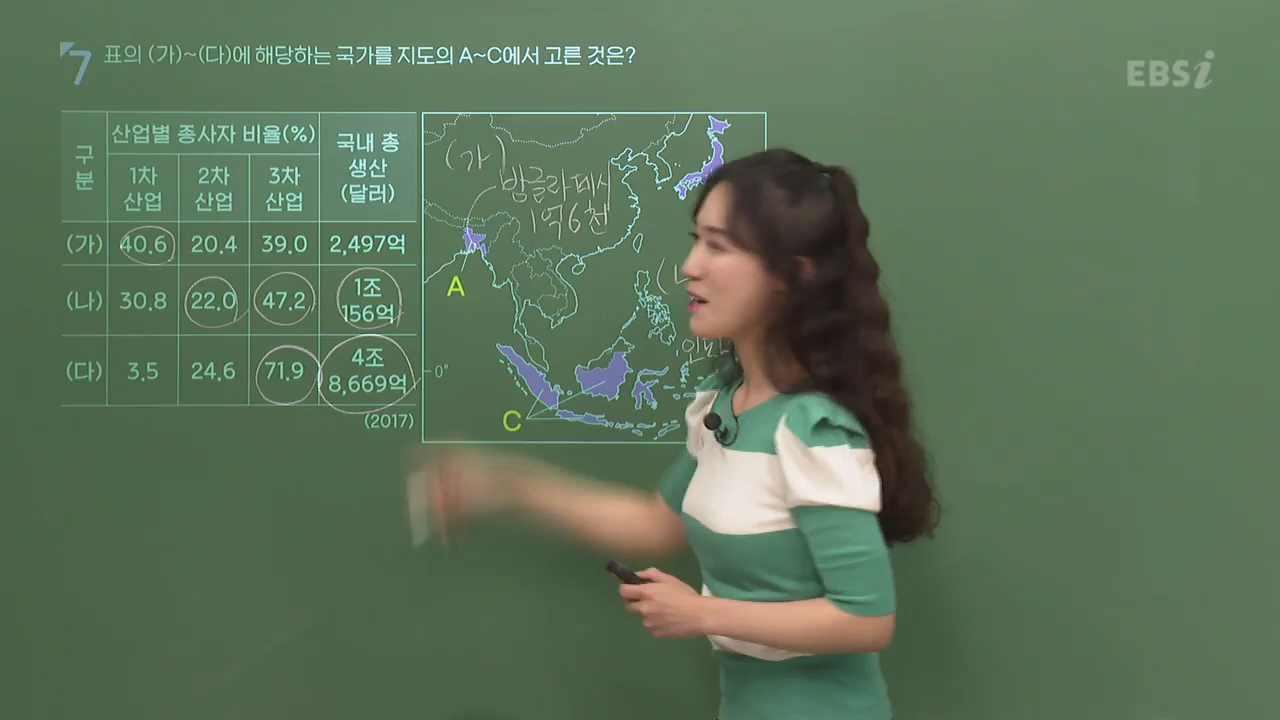 7 표의 (가)~(다)에 해당하는 국가를 지도의 A~C에서 고른 것은?
EBSi
구분 산업별 종사자 비율(%) 국내 총 생산 (달러)
1차 산업 2차 산업 3차 산업
(가) 40.6 20.4 39.0 2,497억
(나) 30.8 22.0 47.2 1조 156억
(다) 3.5 24.6 71.9 4조 8,669억
(2017)
(가)
방글라데시
1억6천
A
0°
C